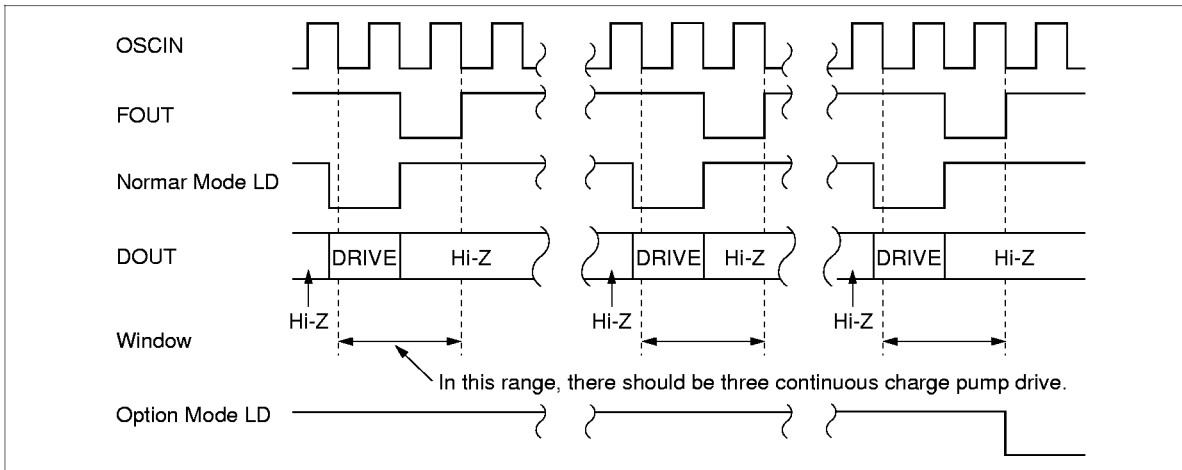 OSCIN
FOUT
Normar Mode LD
DOUT
DRIVE Hi-Z DRIVE Hi-Z DRIVE Hi-Z
Hi-Z Hi-Z Hi-Z
Window
In this range, there should be three continuous charge pump drive.
Option Mode LD